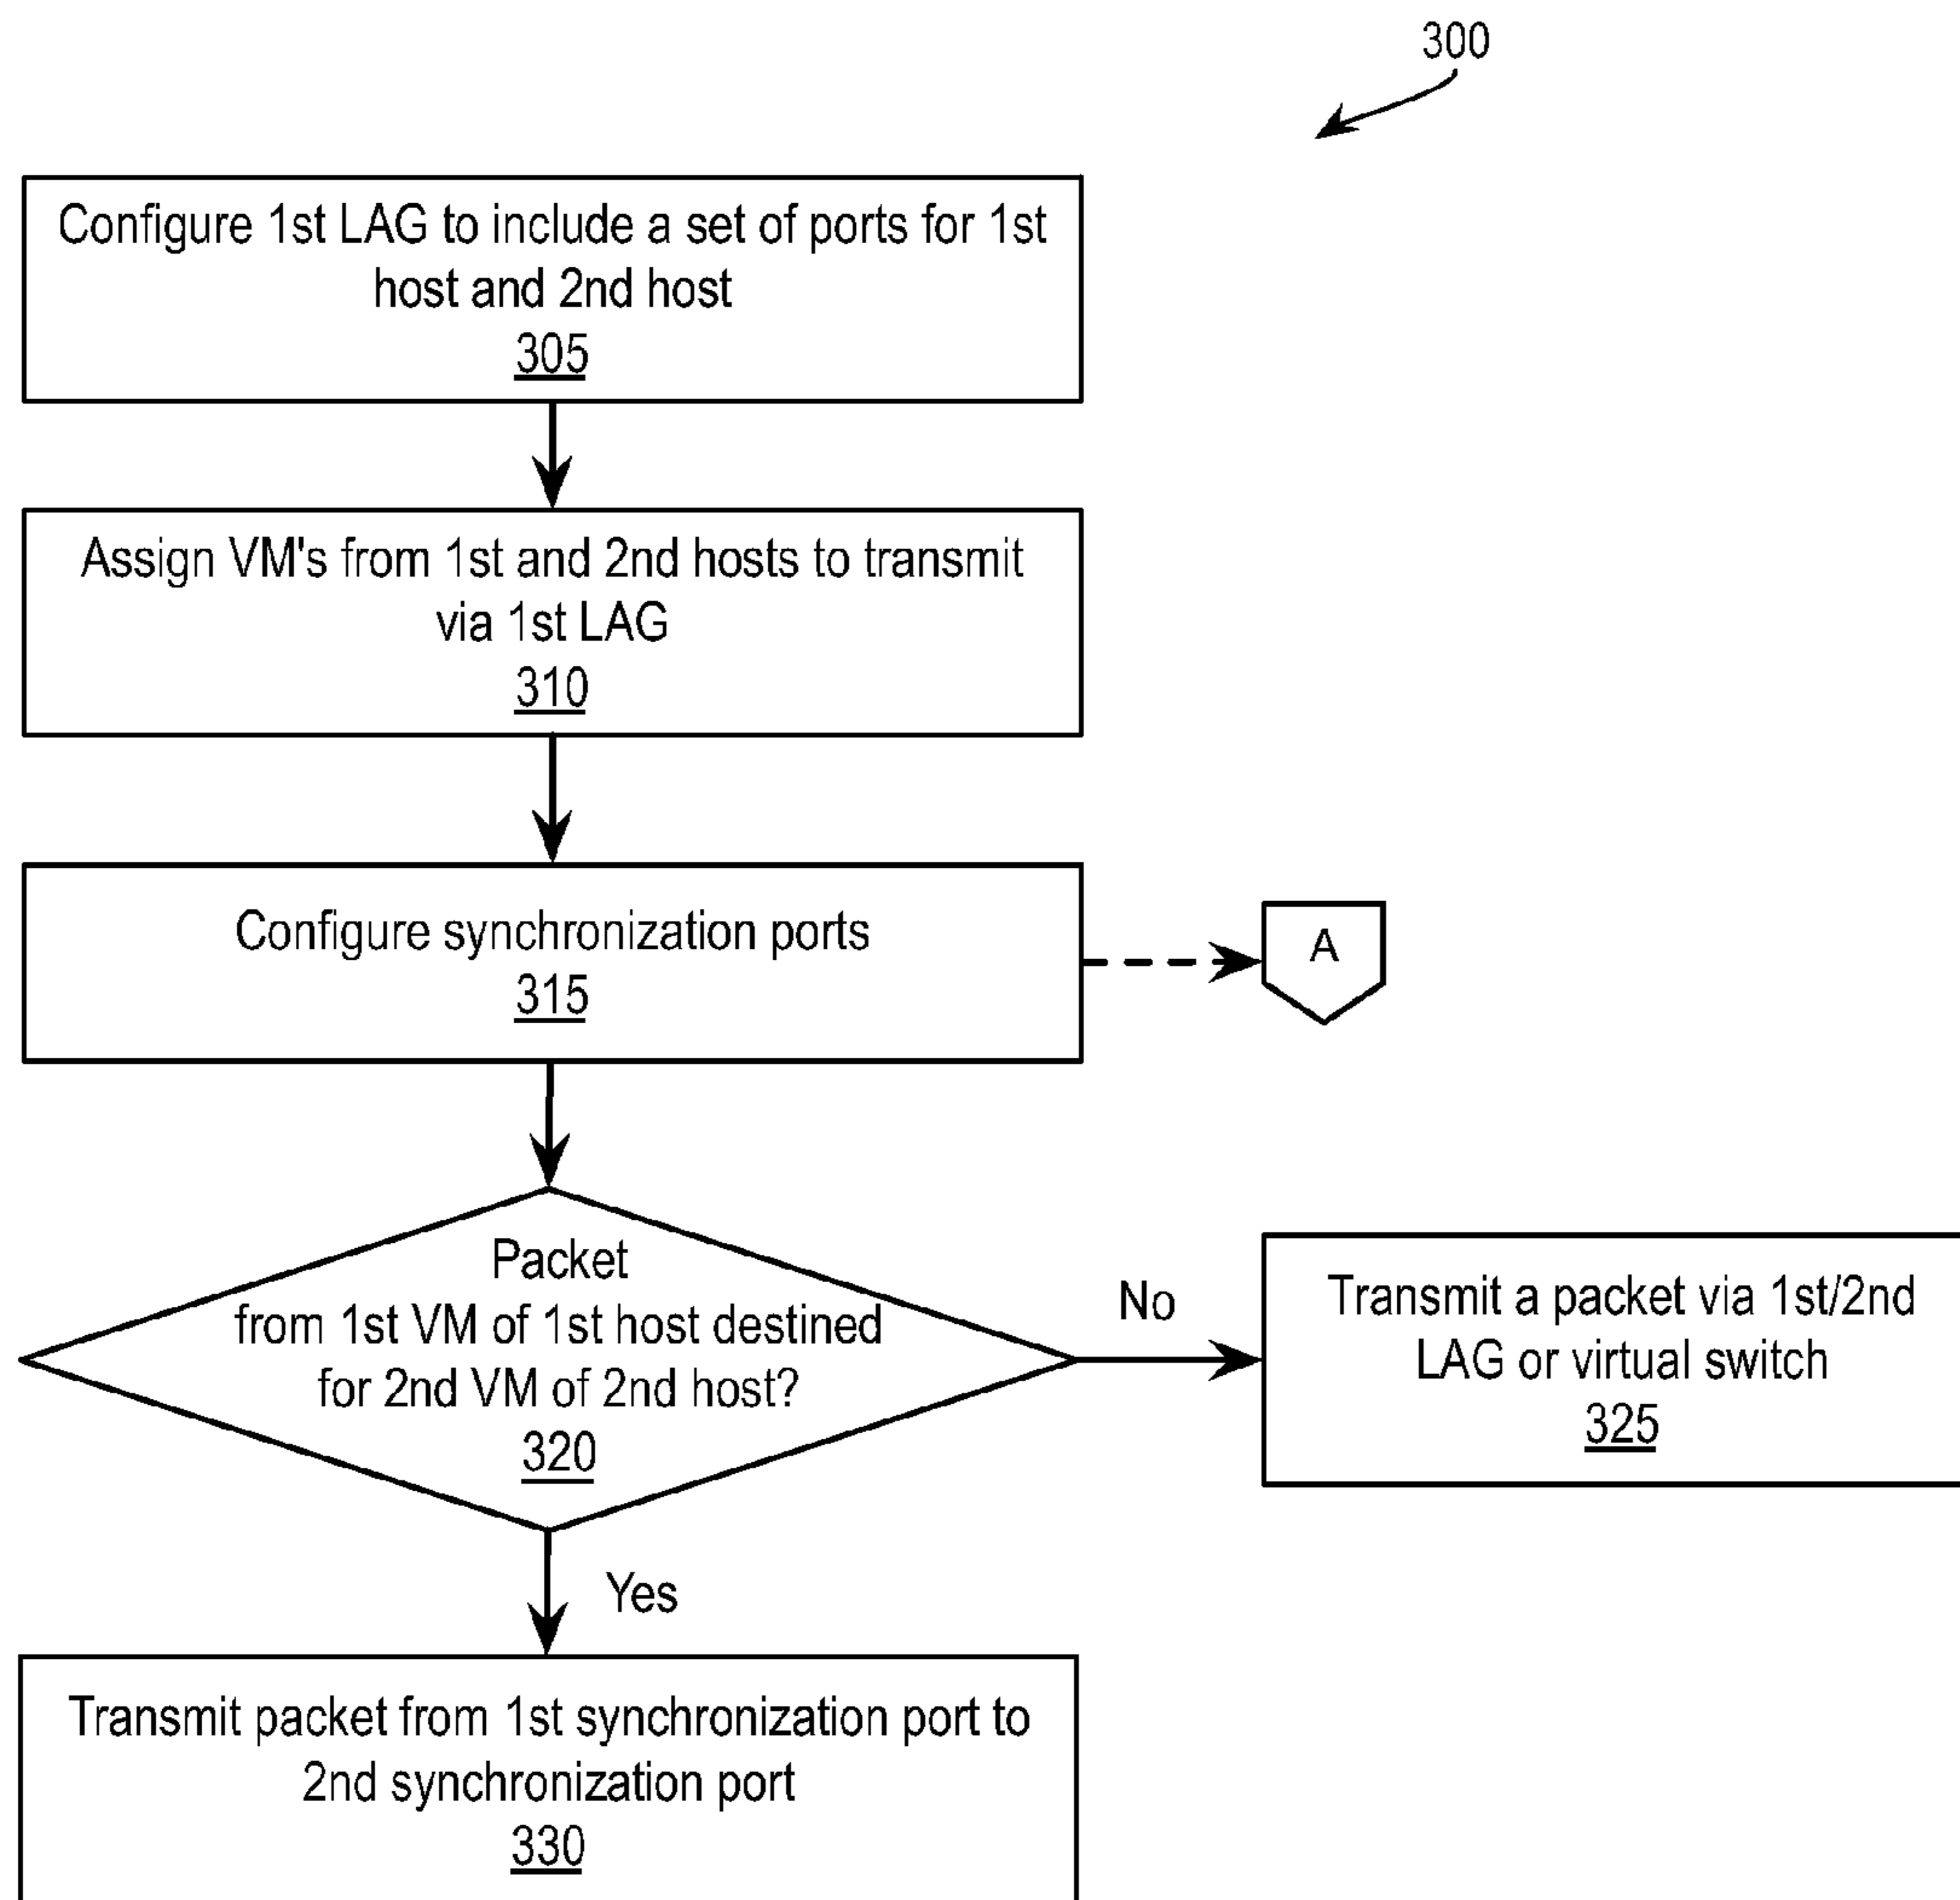 300
Configure 1st LAG to include a set of ports for 1st
host and 2nd host
305
Assign VM's from 1st and 2nd hosts to transmit
via 1st LAG
310
Configure synchronization ports
315
A
Packet
from 1st VM of 1st host destined
for 2nd VM of 2nd host?
320
No
Transmit a packet via 1st/2nd
LAG or virtual switch
325
Yes
Transmit packet from 1st synchronization port to
2nd synchronization port
330